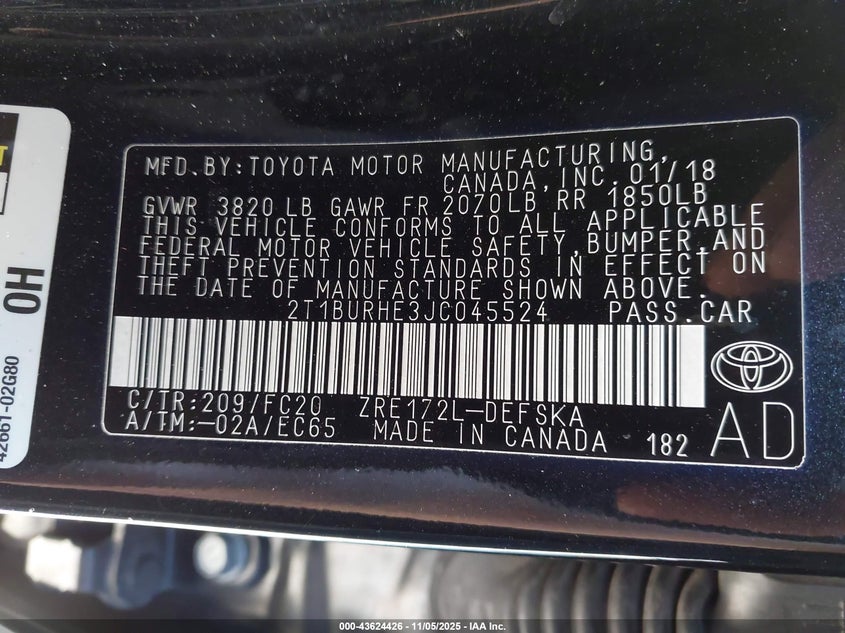 MFD.BY:TOYOTA MOTOR MANUFACTURING,
CANADA,INC.01/18
GVWR 3820 LB GAWR FR 2070LB RR 1850LB
THIS VEHICLE CONFORMS TO ALL APPLICABLE
FEDERAL MOTOR VEHICLE SAFETY,BUMPER,AND
THEFT PREVENTION STANDARDS IN EFFECT ON
THE DATE OF MANUFACTURE SHOWN ABOVE.
2T1BURHE3JC045524 PASS.CAR
C/TR:209/FC20 ZRE172L-DEFSKA
A/TM:-02A/EC65 MADE IN CANADA 182
AD
OH
42661-02G80
000-43624426 - 11/05/2025 - IAA Inc.